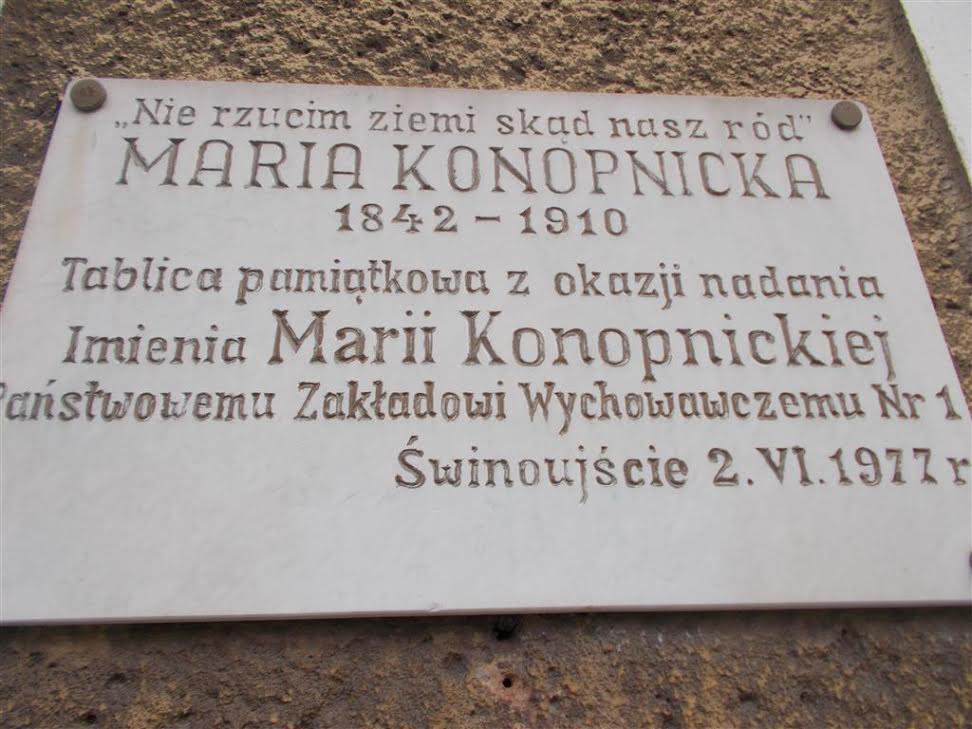 „Nie rzucim ziemi skąd nasz ród"
MARIA KONOPNICKA
1842 - 1910
Tablica pamiątkowa z okazji nadania
Imienia Marii Konopnickiej
Państwowemu Zakładowi Wychowawczemu Nr 1
Świnoujście 2.VI.1977 r